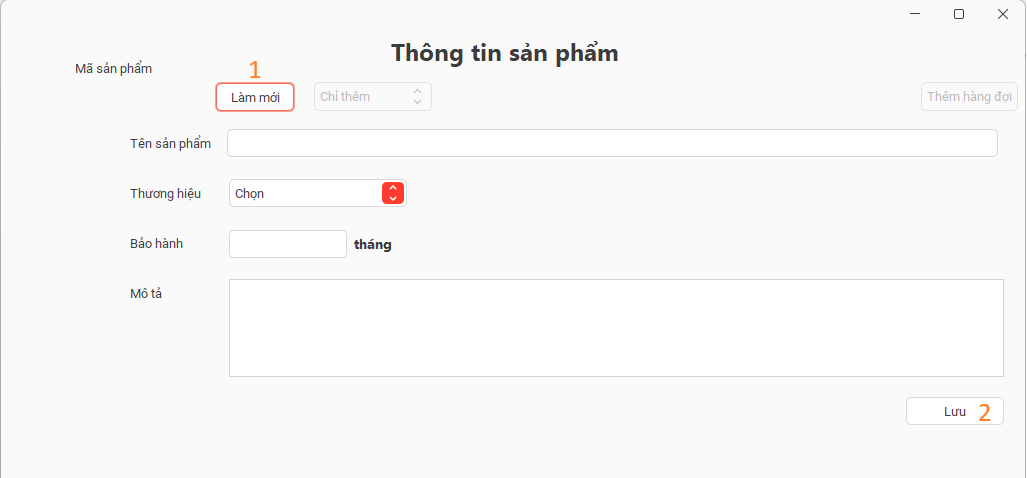 Thông tin sản phẩm
Mã sản phẩm
1
Làm mới
Chỉ thêm
Thêm hàng đợi
Tên sản phẩm
Thương hiệu
Chọn
Bảo hành
tháng
Mô tả
Lưu
2